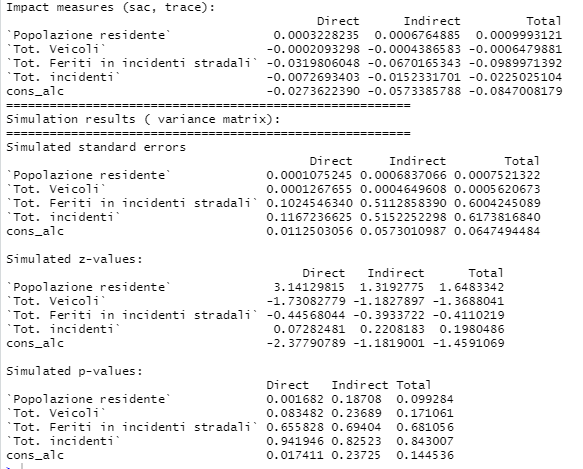 Impact measures (sac, trace):
Direct Indirect Total
`Popolazione residente` 0.0003228235 0.0006764885 0.0009993121
`Tot. Veicoli` -0.0002093298 -0.0004386583 -0.0006479881
`Tot. Feriti in incidenti stradali` -0.0319806048 -0.0670165343 -0.0989971392
`Tot. incidenti` -0.0072693403 -0.0152331701 -0.0225025104
cons_alc -0.0273622390 -0.0573385788 -0.0847008179
========================================================
Simulation results ( variance matrix):
========================================================
Simulated standard errors
Direct Indirect Total
`Popolazione residente` 0.0001075245 0.0006837066 0.0007521322
`Tot. Veicoli` 0.0001267655 0.0004649608 0.0005620673
`Tot. Feriti in incidenti stradali` 0.1024546340 0.5112858390 0.6004245089
`Tot. incidenti` 0.1167236625 0.5152252298 0.6173816840
cons_alc 0.0112503056 0.0573010987 0.0647494484
Simulated z-values:
Direct Indirect Total
`Popolazione residente` 3.14129815 1.3192775 1.6483342
`Tot. Veicoli` -1.73082779 -1.1827897 -1.3688041
`Tot. Feriti in incidenti stradali` -0.44568044 -0.3933722 -0.4110219
`Tot. incidenti` 0.07282481 0.2208183 0.1980486
cons_alc -2.37790789 -1.1819001 -1.4591069
Simulated p-values:
Direct Indirect Total
`Popolazione residente` 0.001682 0.18708 0.099284
`Tot. Veicoli` 0.083482 0.23689 0.171061
`Tot. Feriti in incidenti stradali` 0.655828 0.69404 0.681056
`Tot. incidenti` 0.941946 0.82523 0.843007
cons_alc 0.017411 0.23725 0.144536